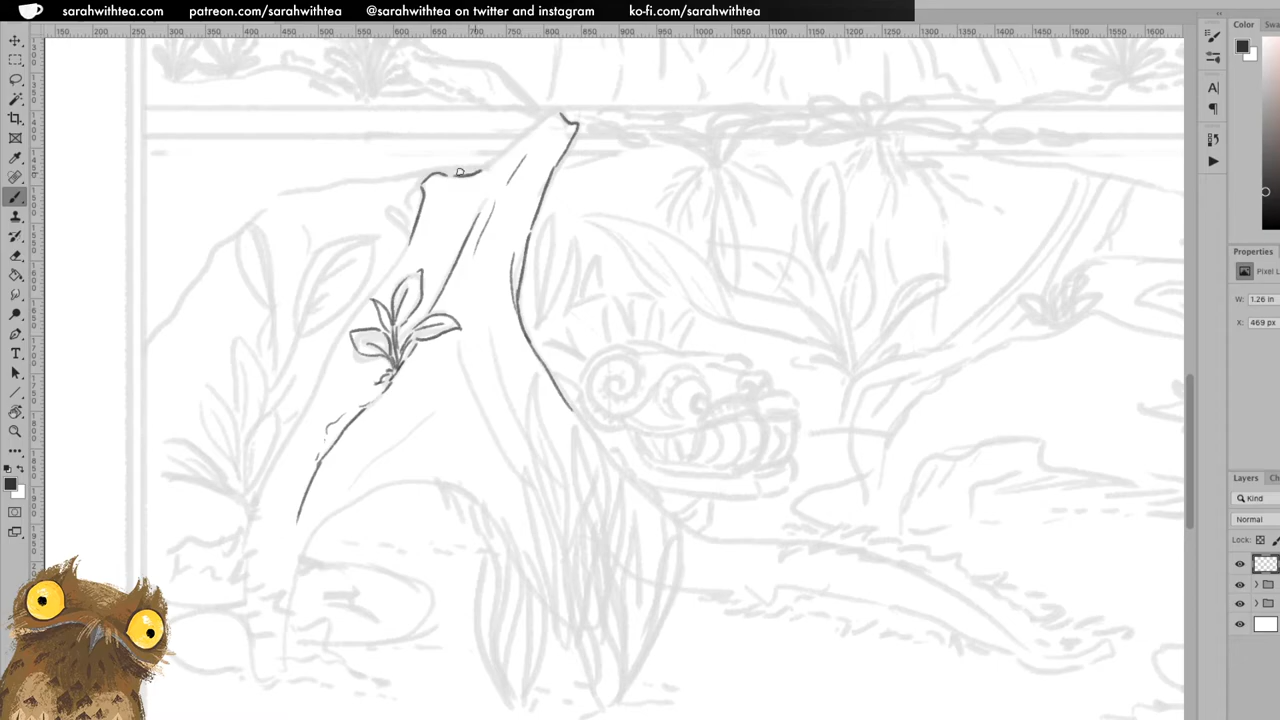 sarahwithtea.com patreon.com/sarahwithtea @sarahwithtea on twitter and instagram ko-fi.com/sarahwithtea
150 200 250 300 350 400 450 500 550 600 650 700 750 800 850 900 950 1000 1050 1100 1150 1200 1250 1300 1350 1400 1450 1500 1550 1600
Color
Properties
Pixel
W: 1.26 in
X: 469 px
Layers
Kind
Normal
Lock: